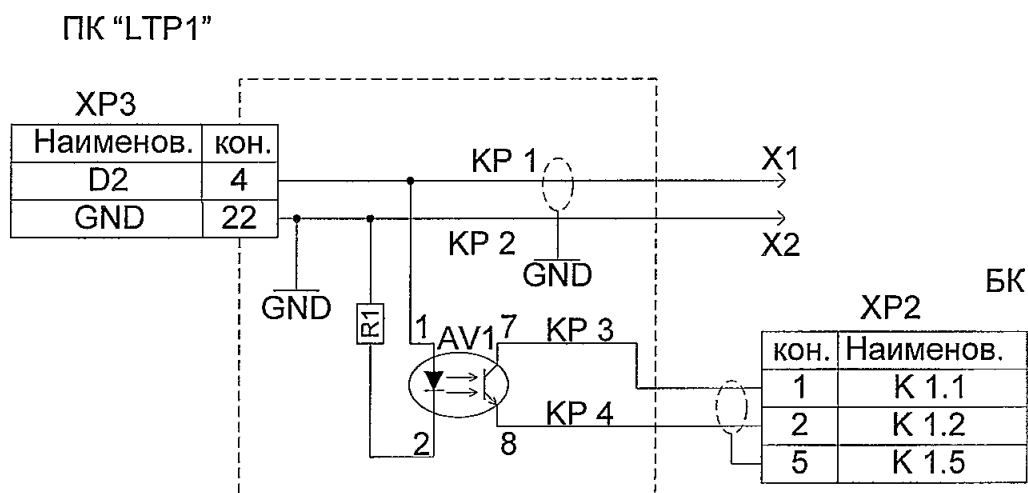 ПК "LTP1"
XP3
Наименов. кон.
D2 4
GND 22
KP 1
X1
KP 2
X2
GND
GND
R1
1
AV1
7
KP 3
2
8
KP 4
БК
XP2
кон. Наименов.
1 K 1.1
2 K 1.2
5 K 1.5